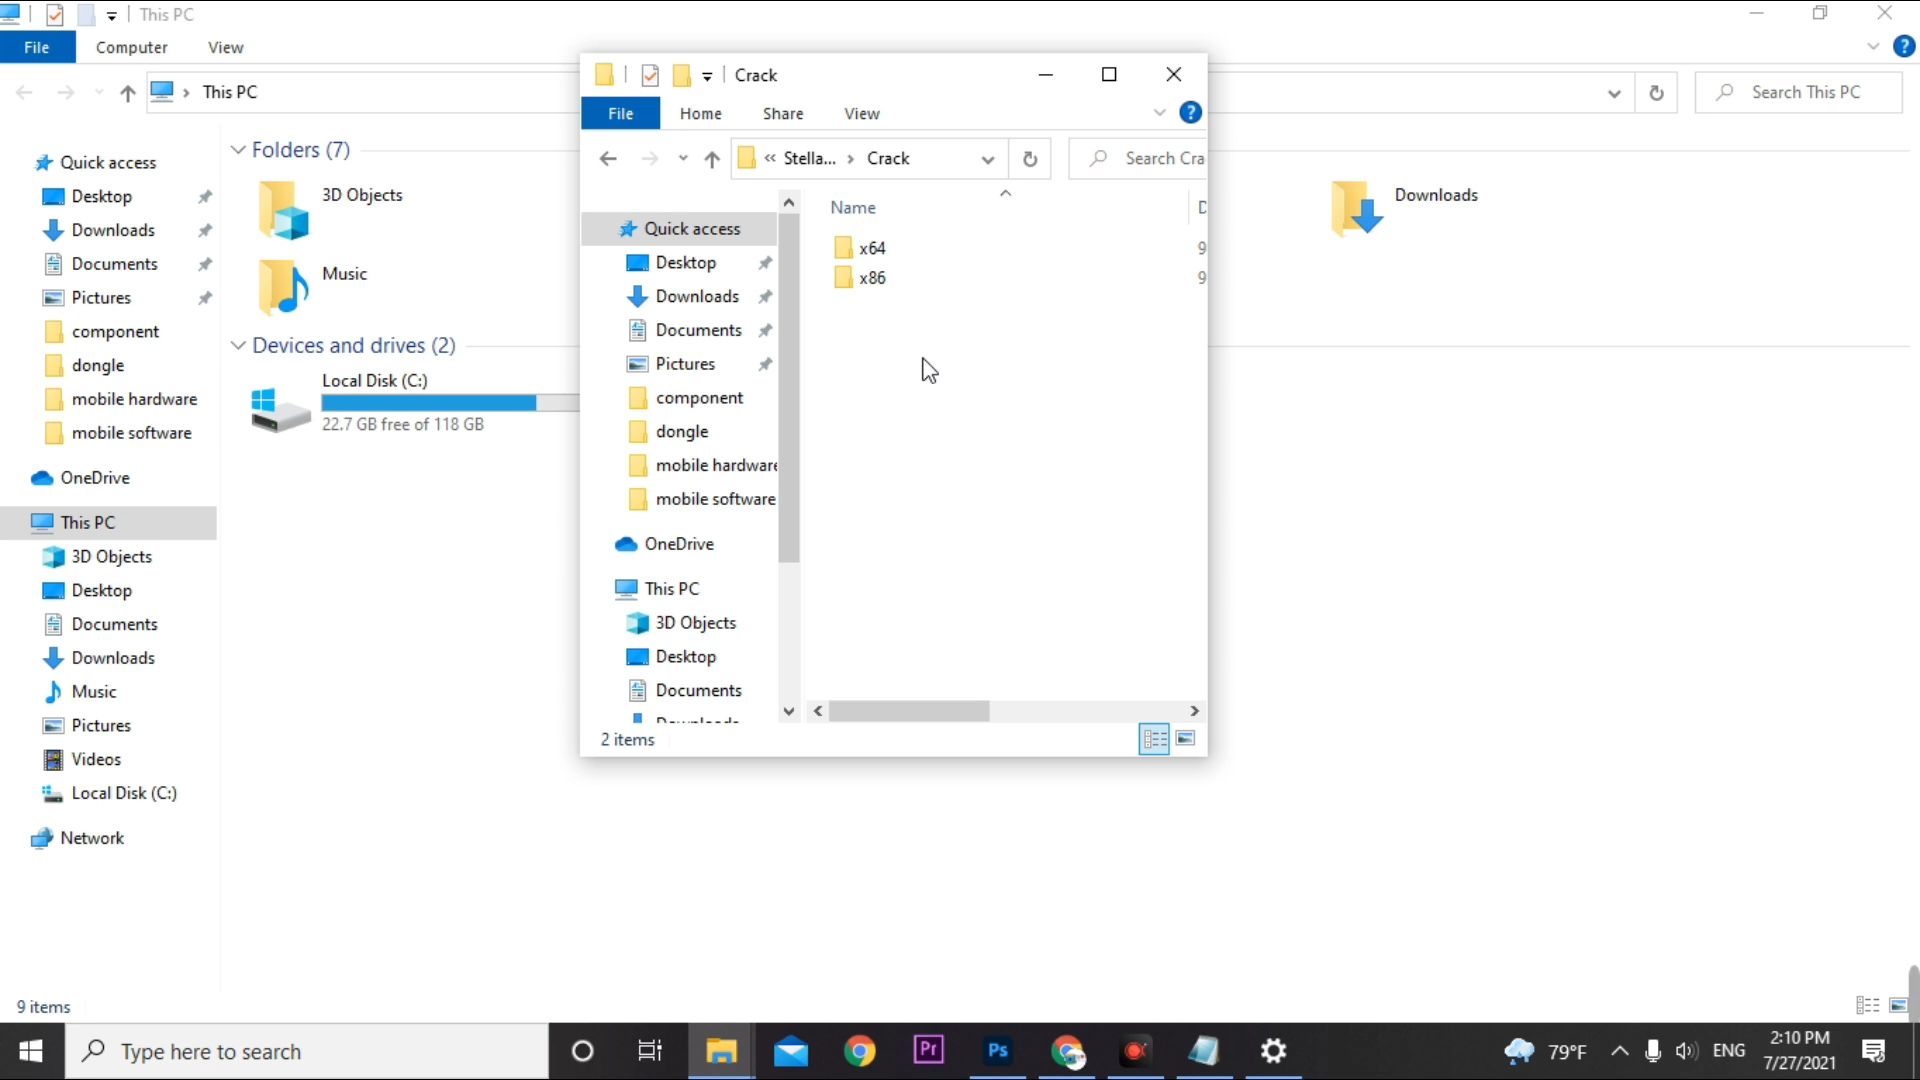 This PC
File
Computer
View
This PC
Search This PC
Quick access
Desktop
Downloads
Documents
Pictures
component
dongle
mobile hardware
mobile software
OneDrive
This PC
3D Objects
Desktop
Documents
Downloads
Music
Pictures
Videos
Local Disk (C:)
Network
Folders (7)
3D Objects
Music
Downloads
Devices and drives (2)
Local Disk (C:)
22.7 GB free of 118 GB
9 items
Crack
File
Home
Share
View
« Stella... › Crack
Search Cra
Quick access
Desktop
Downloads
Documents
Pictures
component
dongle
mobile hardware
mobile software
OneDrive
This PC
3D Objects
Desktop
Documents
Name
x64
9
x86
9
2 items
Type here to search
Pr
Ps
79°F
ENG
2:10 PM
7/27/2021